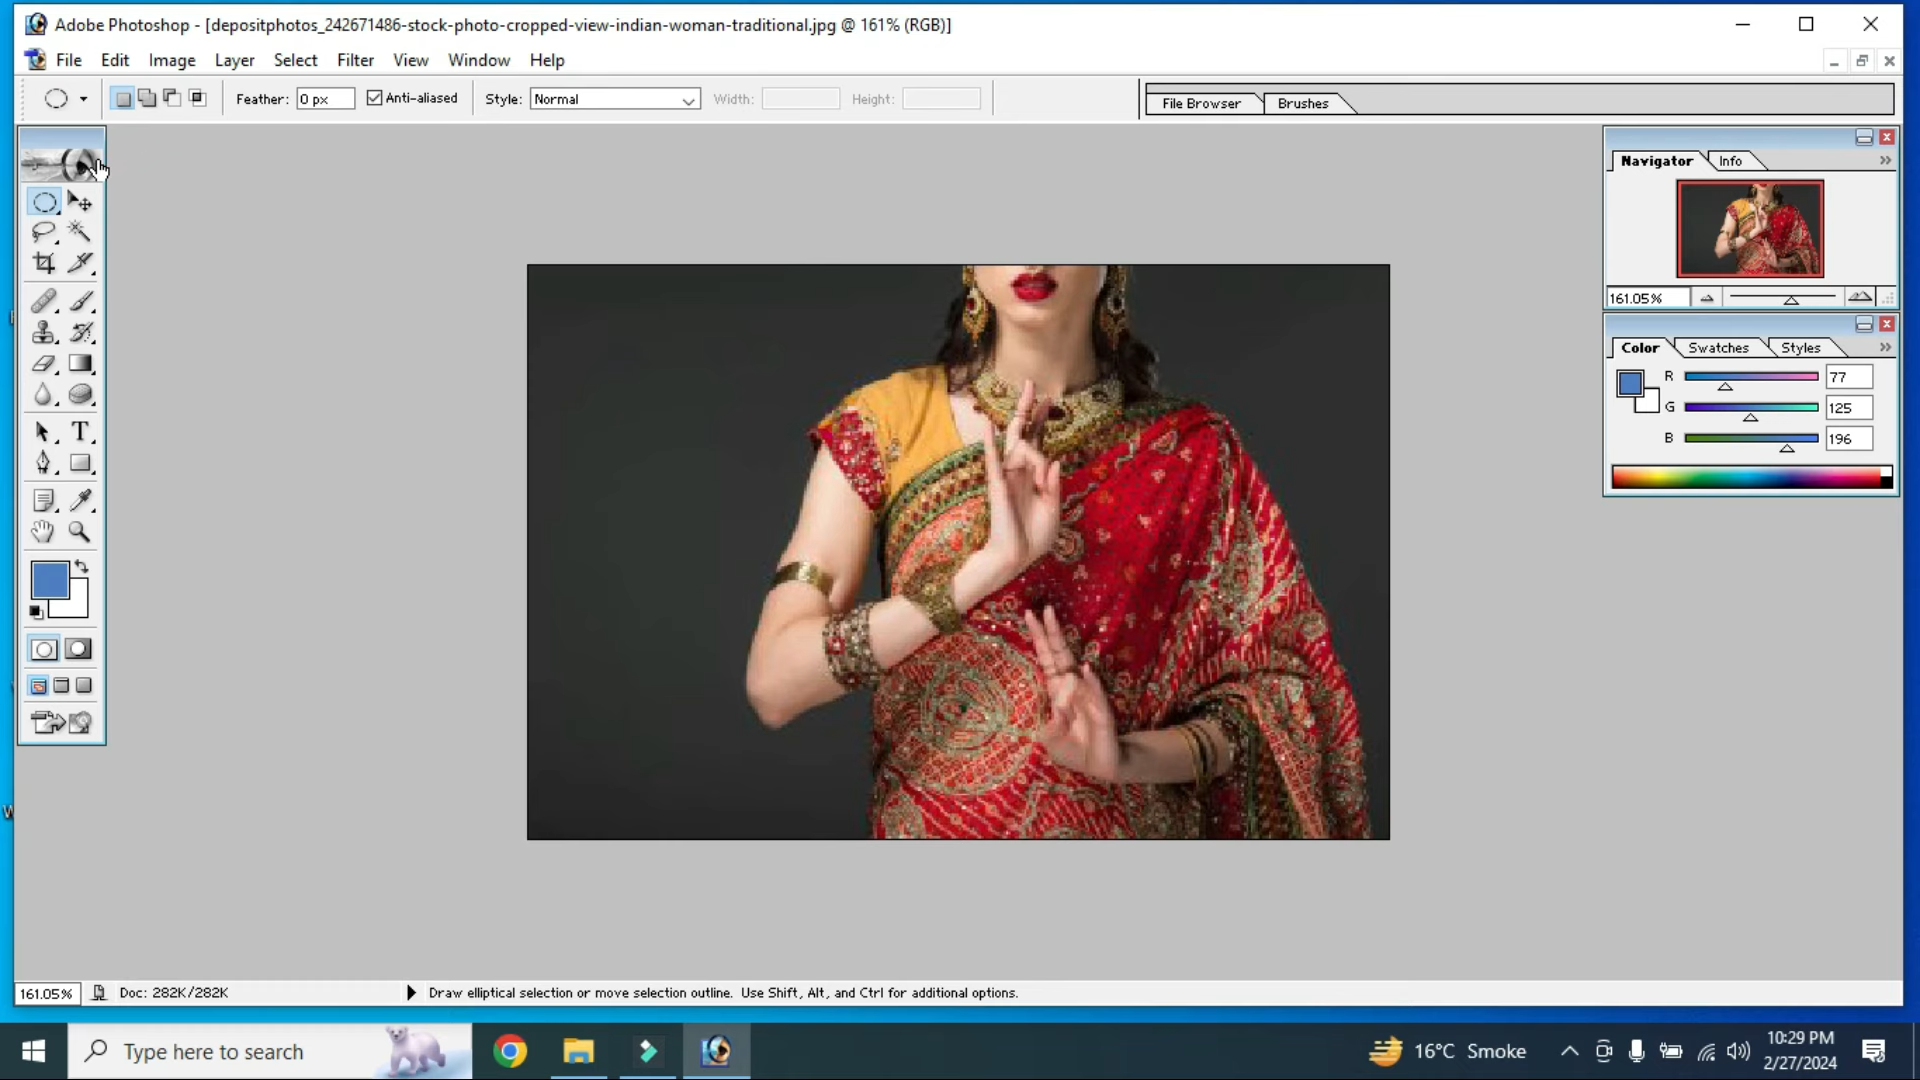 Adobe Photoshop - [depositphotos_242671486-stock-photo-cropped-view-indian-woman-traditional.jpg @ 161% (RGB)]
File Edit Image Layer Select Filter View Window Help
Feather: 0 px Anti-aliased Style: Normal Width: Height: File Browser Brushes
Navigator Info
161.05%
Color Swatches Styles
R 77
G 125
B 196
T
161.05% Doc: 282K/282K Draw elliptical selection or move selection outline. Use Shift, Alt, and Ctrl for additional options.
Type here to search
16°C Smoke
10:29 PM
2/27/2024